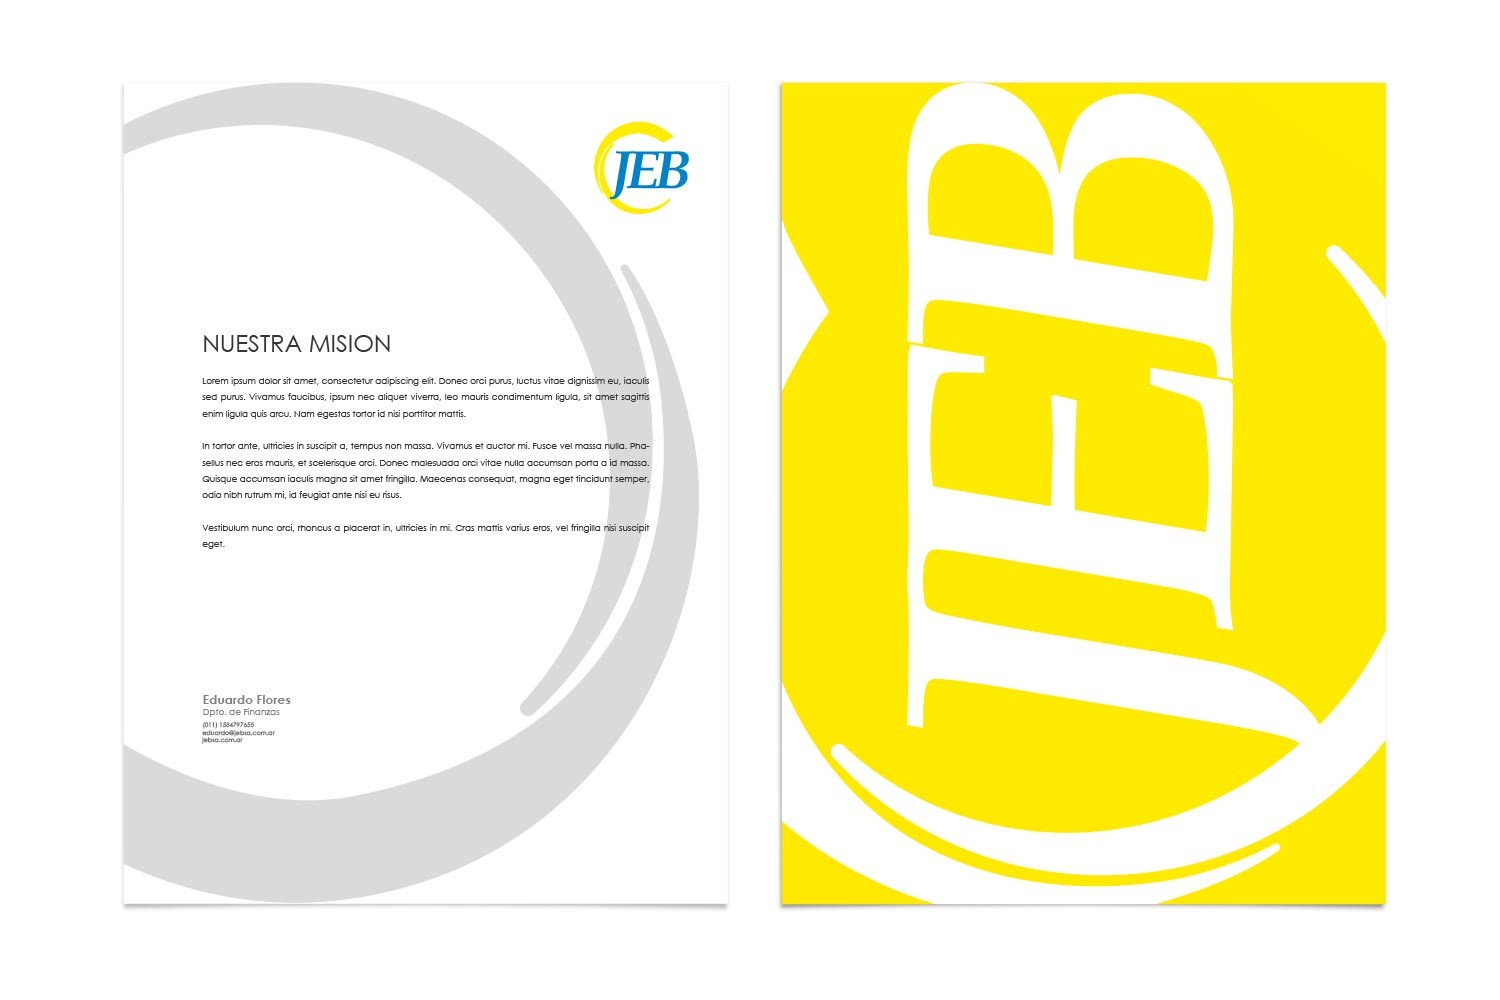 JEB
NUESTRA MISION
Lorem ipsum dolor sit amet, consectetur adipiscing elit. Donec orci purus, luctus vitae dignissim eu, iaculis
sed purus. Vivamus faucibus, ipsum nec aliquet viverra, leo mauris condimentum ligula, sit amet sagittis
enim ligula quis arcu. Nam egestas tortor id nisi porttitor mattis.
In tortor ante, ultricies in suscipit a, tempus non massa. Vivamus et auctor mi. Fusce vel massa nulla. Pha-
sellus nec eros mauris, et scelerisque orci. Donec malesuada orci vitae nulla accumsan porta a id massa.
Quisque accumsan iaculis magna sit amet fringilla. Maecenas consequat, magna eget tincidunt semper,
odio nibh rutrum mi, id feugiat ante nisi eu risus.
Vestibulum nunc orci, rhoncus a placerat in, ultricies in mi. Cras mattis varius eros, vel fringilla nisi suscipit
eget.
Eduardo Flores
Dpto. de Finanzas
(011) 1534797655
eduardo@jebsa.com.ar
jebsa.com.ar
JEB